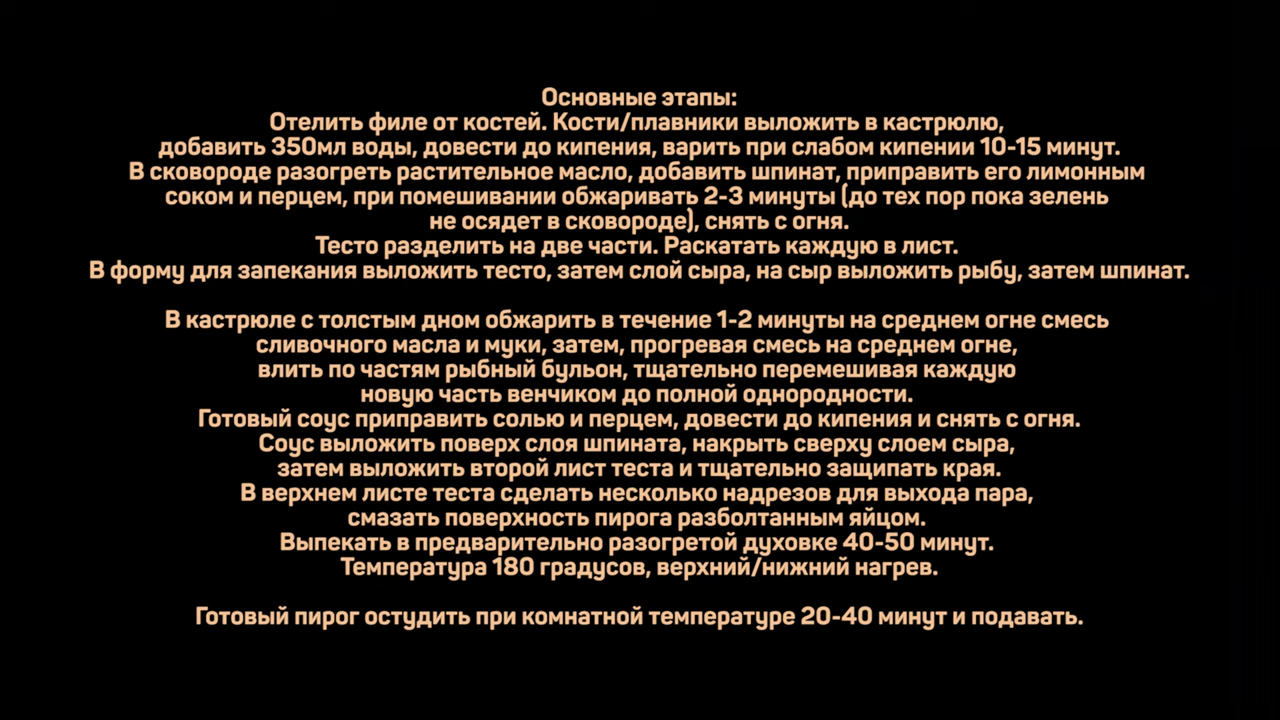 Основные этапы:
Отелить филе от костей. Кости/плавники выложить в кастрюлю,
добавить 350мл воды, довести до кипения, варить при слабом кипении 10-15 минут.
В сковороде разогреть растительное масло, добавить шпинат, приправить его лимонным
соком и перцем, при помешивании обжаривать 2-3 минуты (до тех пор пока зелень
не осядет в сковороде), снять с огня.
Тесто разделить на две части. Раскатать каждую в лист.
В форму для запекания выложить тесто, затем слой сыра, на сыр выложить рыбу, затем шпинат.
В кастрюле с толстым дном обжарить в течение 1-2 минуты на среднем огне смесь
сливочного масла и муки, затем, прогревая смесь на среднем огне,
влить по частям рыбный бульон, тщательно перемешивая каждую
новую часть венчиком до полной однородности.
Готовый соус приправить солью и перцем, довести до кипения и снять с огня.
Соус выложить поверх слоя шпината, накрыть сверху слоем сыра,
затем выложить второй лист теста и тщательно защипать края.
В верхнем листе теста сделать несколько надрезов для выхода пара,
смазать поверхность пирога разболтанным яйцом.
Выпекать в предварительно разогретой духовке 40-50 минут.
Температура 180 градусов, верхний/нижний нагрев.
Готовый пирог остудить при комнатной температуре 20-40 минут и подавать.